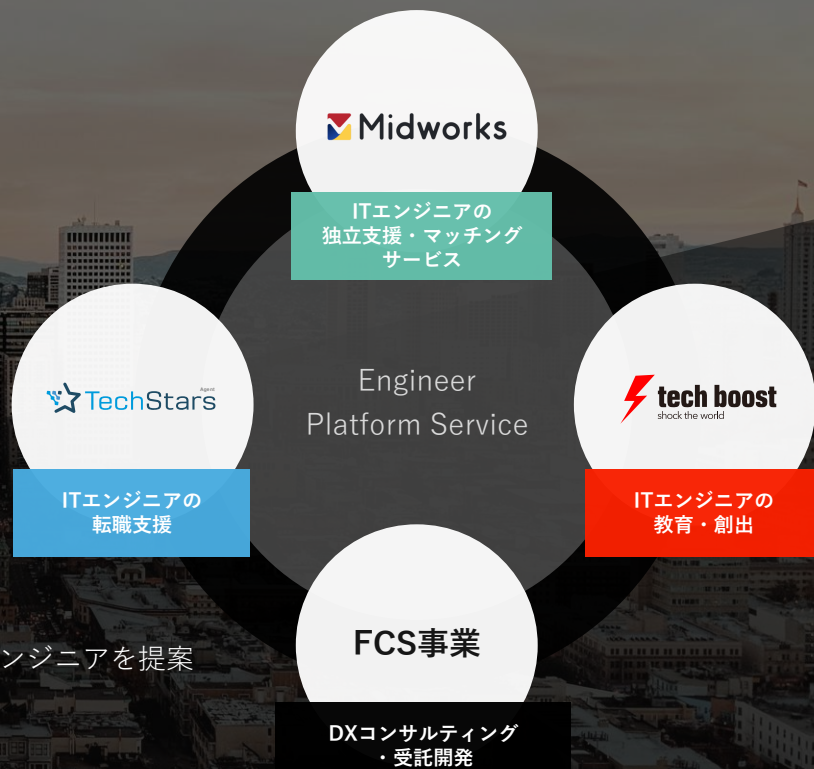 Midworks
ITエンジニアの
独立支援・マッチング
サービス
Agent
TechStars
ITエンジニアの
転職支援
Engineer
Platform Service
tech boost
shock the world
ITエンジニアの
教育・創出
ンジニアを提案
FCS事業
DXコンサルティング
・受託開発